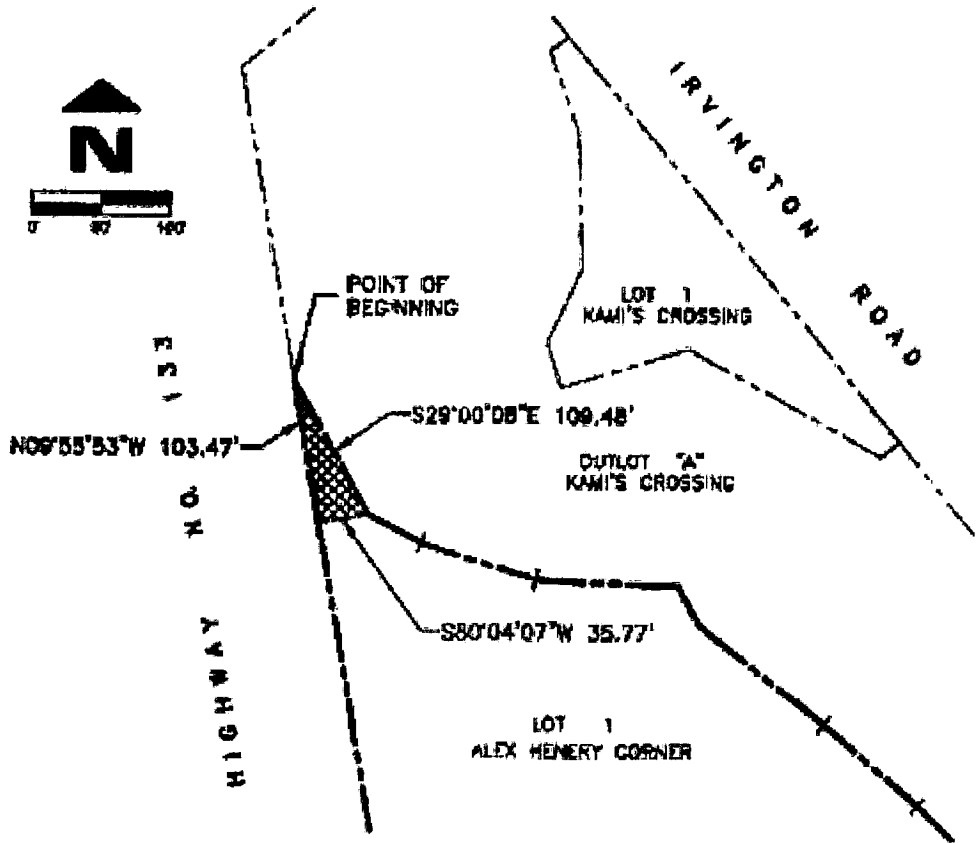 N
0 100'
POINT OF
BEGINNING
IRVINGTON ROAD
LOT 1
KAMI'S CROSSING
N09°55'53"W 103.47'
S29°00'08"E 109.48'
OUTLOT "A"
KAMI'S CROSSING
HIGHWAY NO. 133
S80°04'07"W 35.77'
LOT 1
ALEX HENERY CORNER